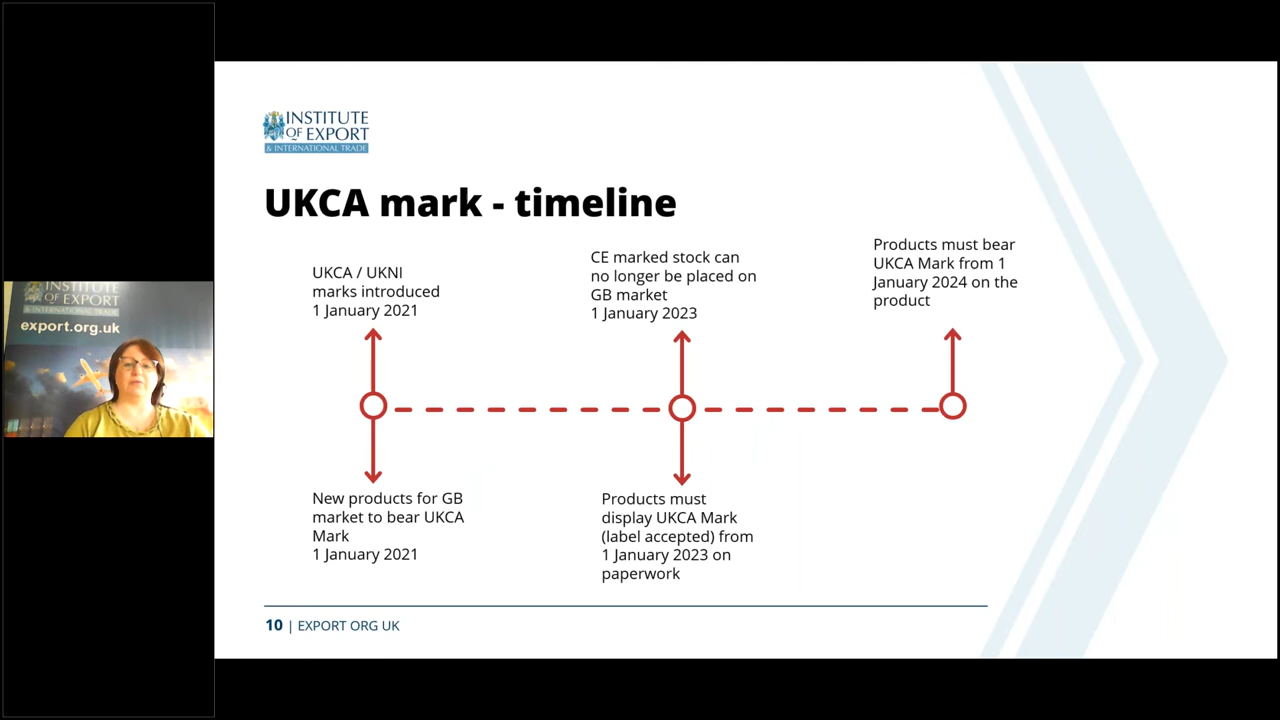 INSTITUTE
OF EXPORT
& INTERNATIONAL TRADE
UKCA mark - timeline
UKCA / UKNI
marks introduced
1 January 2021
CE marked stock can
no longer be placed on
GB market
1 January 2023
Products must bear
UKCA Mark from 1
January 2024 on the
product
New products for GB
market to bear UKCA
Mark
1 January 2021
Products must
display UKCA Mark
(label accepted) from
1 January 2023 on
paperwork
10 | EXPORT ORG UK
INSTITUTE
OF EXPORT
& INTERNATIONAL TRADE
export.org.uk